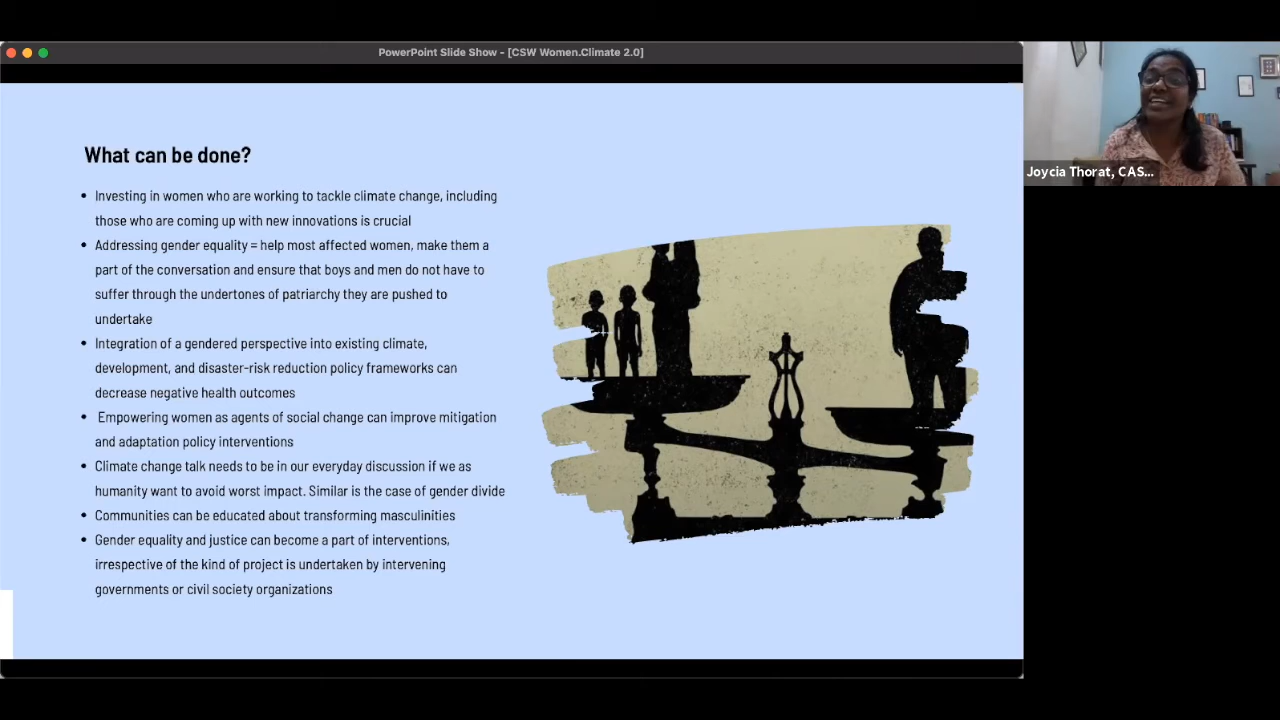 PowerPoint Slide Show - [CSW Women.Climate 2.0]
What can be done?
• Investing in women who are working to tackle climate change, including
those who are coming up with new innovations is crucial
• Addressing gender equality = help most affected women, make them a
part of the conversation and ensure that boys and men do not have to
suffer through the undertones of patriarchy they are pushed to
undertake
• Integration of a gendered perspective into existing climate,
development, and disaster-risk reduction policy frameworks can
decrease negative health outcomes
• Empowering women as agents of social change can improve mitigation
and adaptation policy interventions
• Climate change talk needs to be in our everyday discussion if we as
humanity want to avoid worst impact. Similar is the case of gender divide
• Communities can be educated about transforming masculinities
• Gender equality and justice can become a part of interventions,
irrespective of the kind of project is undertaken by intervening
governments or civil society organizations
Joycia Thorat, CAS...